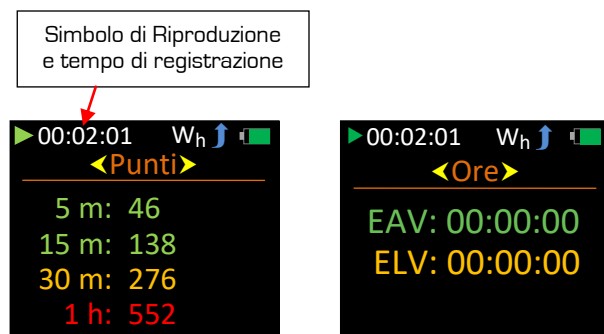 Simbolo di Riproduzione
e tempo di registrazione
00:02:01 Wh
Punti
5 m: 46
15 m: 138
30 m: 276
1 h: 552
00:02:01 Wh
Ore
EAV: 00:00:00
ELV: 00:00:00